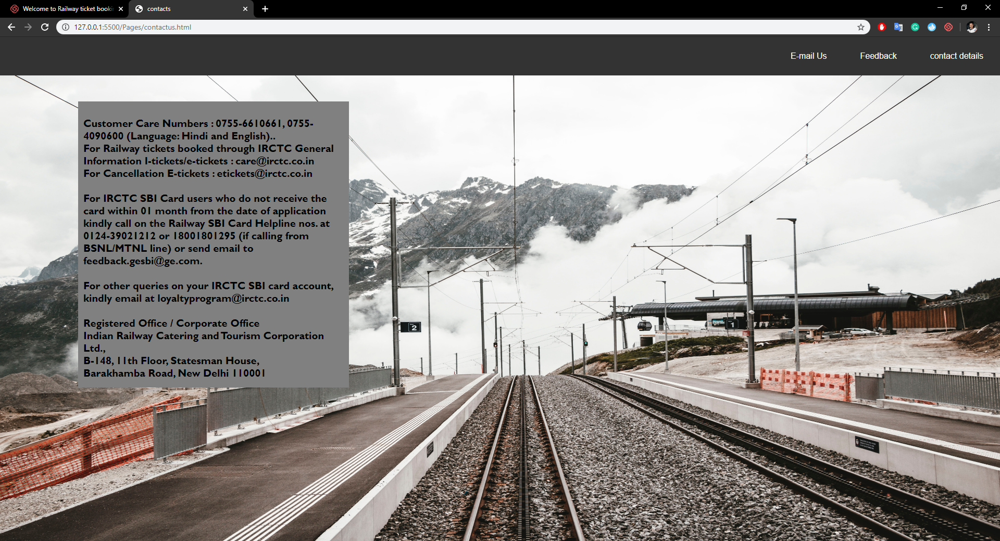 Welcome to Railway ticket bookin
contacts
127.0.0.1:5500/Pages/contactus.html
E-mail Us
Feedback
contact details
Customer Care Numbers : 0755-6610661, 0755-
4090600 (Language: Hindi and English)..
For Railway tickets booked through IRCTC General
Information I-tickets/e-tickets : care@irctc.co.in
For Cancellation E-tickets : etickets@irctc.co.in
For IRCTC SBI Card users who do not receive the
card within 01 month from the date of application
kindly call on the Railway SBI Card Helpline nos. at
0124-39021212 or 18001801295 (if calling from
BSNL/MTNL line) or send email to
feedback.gesbi@ge.com.
For other queries on your IRCTC SBI card account,
kindly email at loyaltyprogram@irctc.co.in
Registered Office / Corporate Office
Indian Railway Catering and Tourism Corporation
Ltd.,
B-148, 11th Floor, Statesman House,
Barakhamba Road, New Delhi 110001
2
1